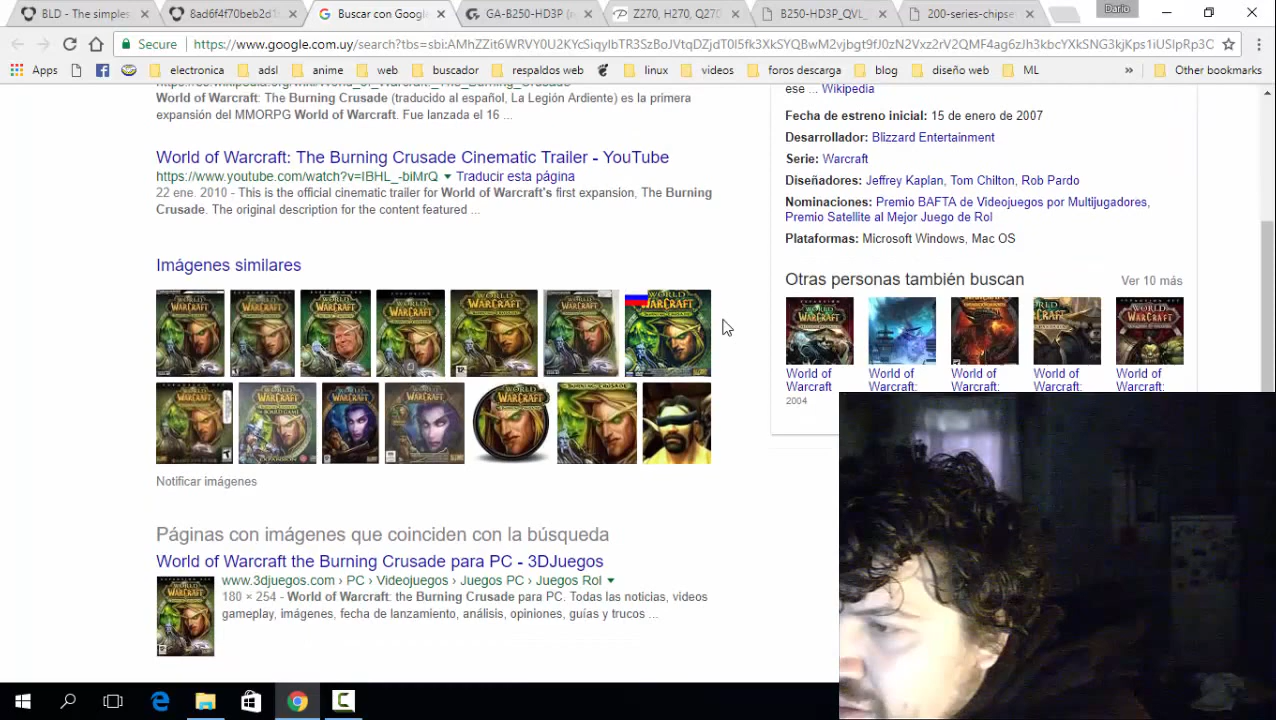 BLD - The simples
8ad6f4f70beb2d1
Buscar con Google
GA-B250-HD3P (r
Z270, H270, Q270
B250-HD3P_QVL_
200-series-chipse
Dario
Secure
https://www.google.com.uy/search?tbs=sbi:
Apps
electronica
adsl
anime
web
buscador
respaldos web
linux
videos
foros descarga
blog
diseño web
ML
»
Other bookmarks
World of Warcraft: The Burning Crusade (traducido al español, La Legión Ardiente) es la primera
expansión del MMORPG World of Warcraft. Fue lanzada el 16 ...
World of Warcraft: The Burning Crusade Cinematic Trailer - YouTube
https://www.youtube.com/watch?v=IBHL_-biMrQ Traducir esta página
22 ene. 2010 - This is the official cinematic trailer for World of Warcraft's first expansion, The Burning
Crusade. The original description for the content featured ...
Imágenes similares
Notificar imágenes
Páginas con imágenes que coinciden con la búsqueda
World of Warcraft the Burning Crusade para PC - 3DJuegos
www.3djuegos.com › PC › Videojuegos › Juegos PC › Juegos Rol
180 × 254 - World of Warcraft: the Burning Crusade para PC. Todas las noticias, videos
gameplay, imágenes, fecha de lanzamiento, análisis, opiniones, guías y trucos ...
ese ... Wikipedia
Fecha de estreno inicial: 15 de enero de 2007
Desarrollador: Blizzard Entertainment
Serie: Warcraft
Diseñadores: Jeffrey Kaplan, Tom Chilton, Rob Pardo
Nominaciones: Premio BAFTA de Videojuegos por Multijugadores,
Premio Satellite al Mejor Juego de Rol
Plataformas: Microsoft Windows, Mac OS
Otras personas también buscan
Ver 10 más
World of
Warcraft
2004
World of
Warcraft:
World of
Warcraft:
World of
Warcraft:
World of
Warcraft: